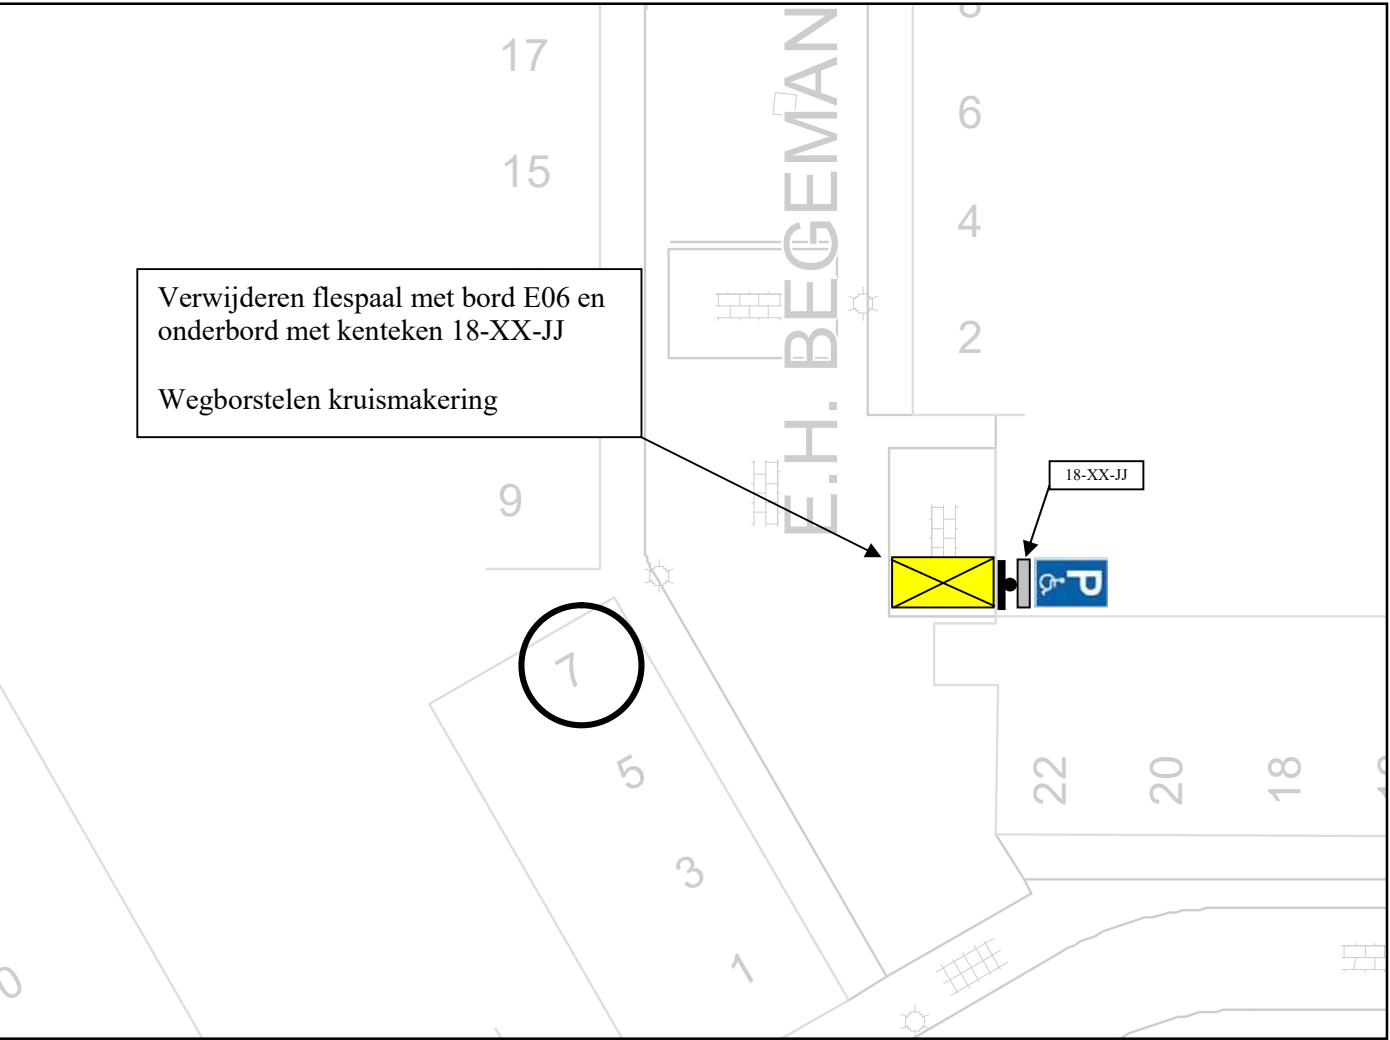 17
6
15
4
E.H. BEGEMAN
Verwijderen flespaal met bord E06 en
onderbord met kenteken 18-XX-JJ
Wegborstelen kruismakering
2
18-XX-JJ
9
P
7
5
22
20
18
3
1